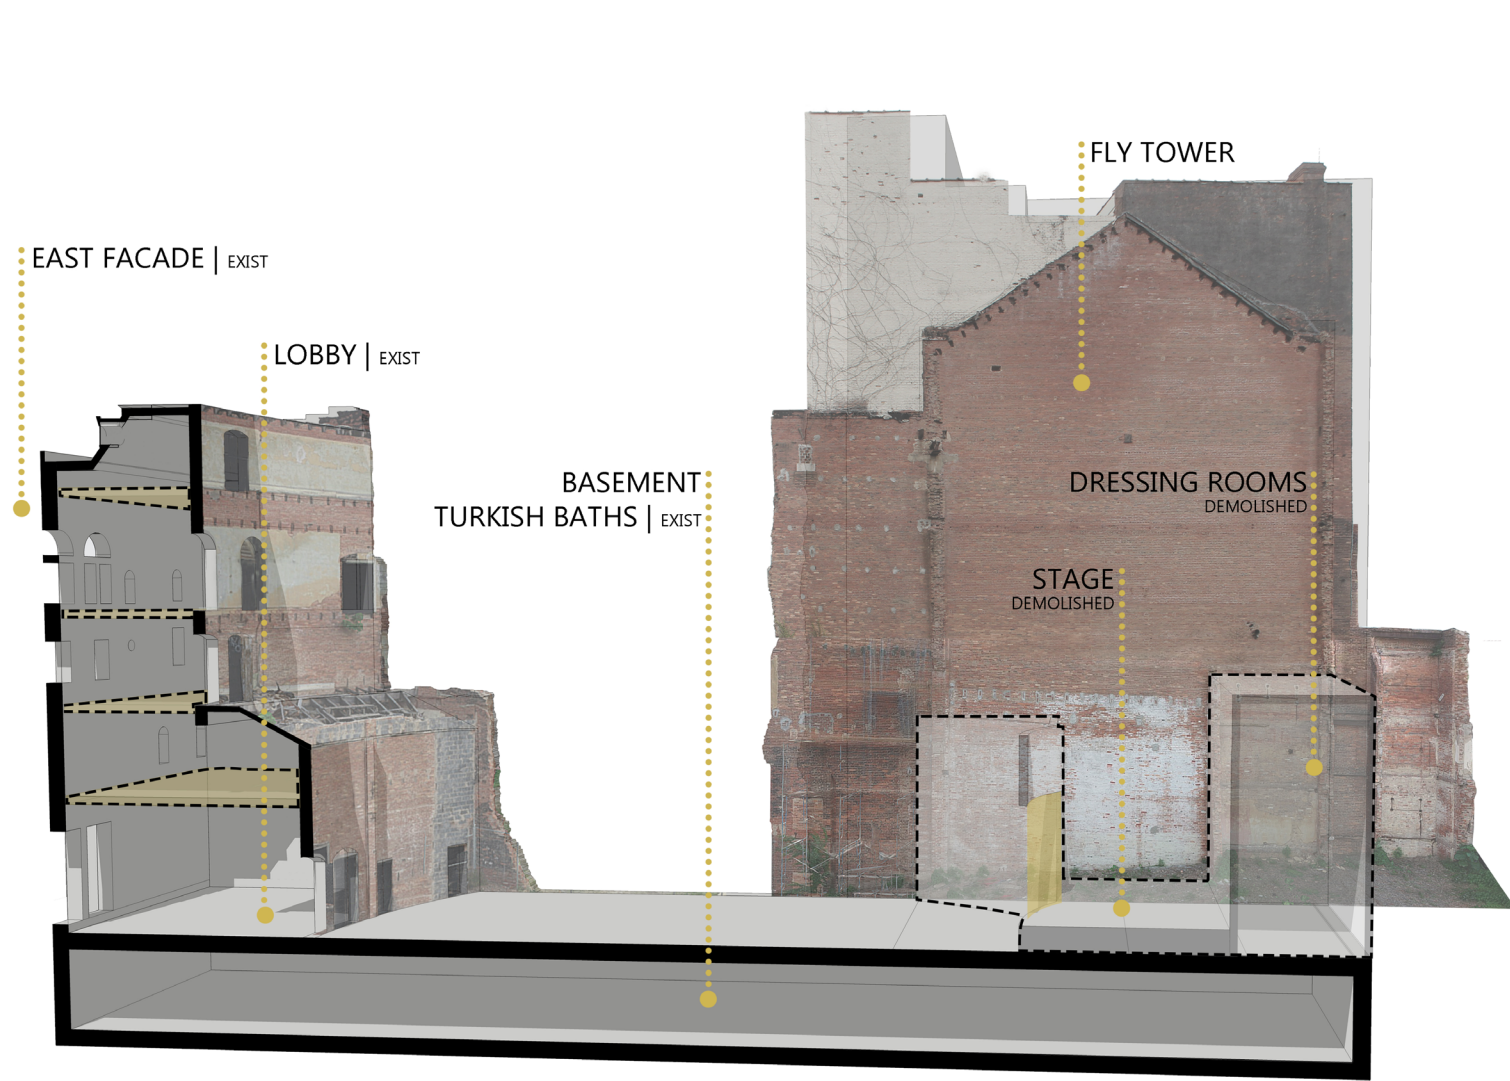 FLY TOWER
EAST FACADE | EXIST
LOBBY | EXIST
BASEMENT
TURKISH BATHS | EXIST
DRESSING ROOMS
DEMOLISHED
STAGE
DEMOLISHED